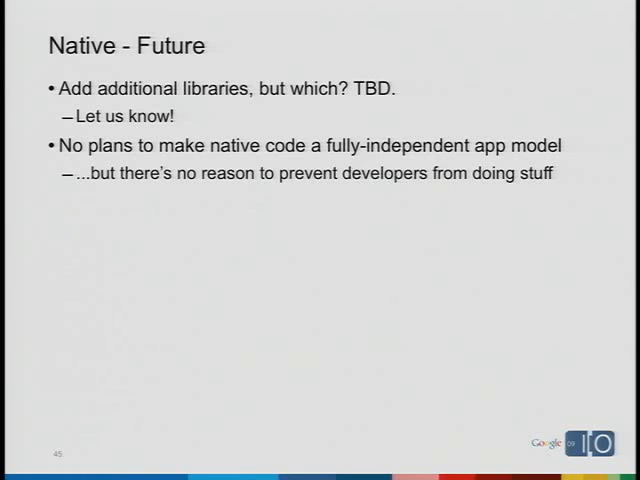 Native - Future
• Add additional libraries, but which? TBD.
– Let us know!
• No plans to make native code a fully-independent app model
– ...but there's no reason to prevent developers from doing stuff
Google 09 I|O
45